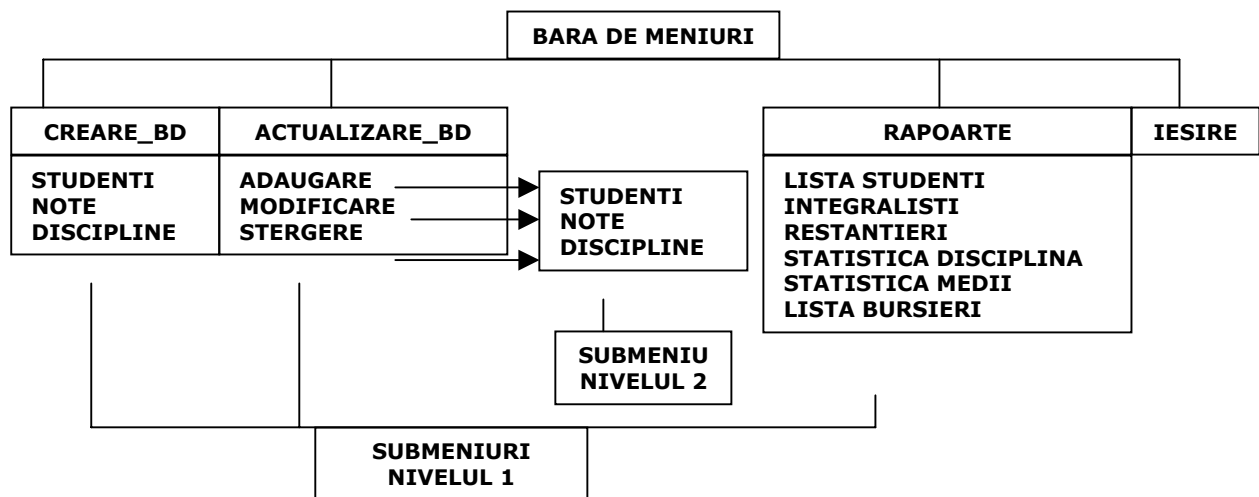 BARA DE MENIURI
CREARE_BD
ACTUALIZARE_BD
RAPOARTE
IESIRE
STUDENTI
NOTE
DISCIPLINE
ADAUGARE
MODIFICARE
STERGERE
STUDENTI
NOTE
DISCIPLINE
LISTA STUDENTI
INTEGRALISTI
RESTANTIERI
STATISTICA DISCIPLINA
STATISTICA MEDII
LISTA BURSIERI
SUBMENIU
NIVELUL 2
SUBMENIURI
NIVELUL 1